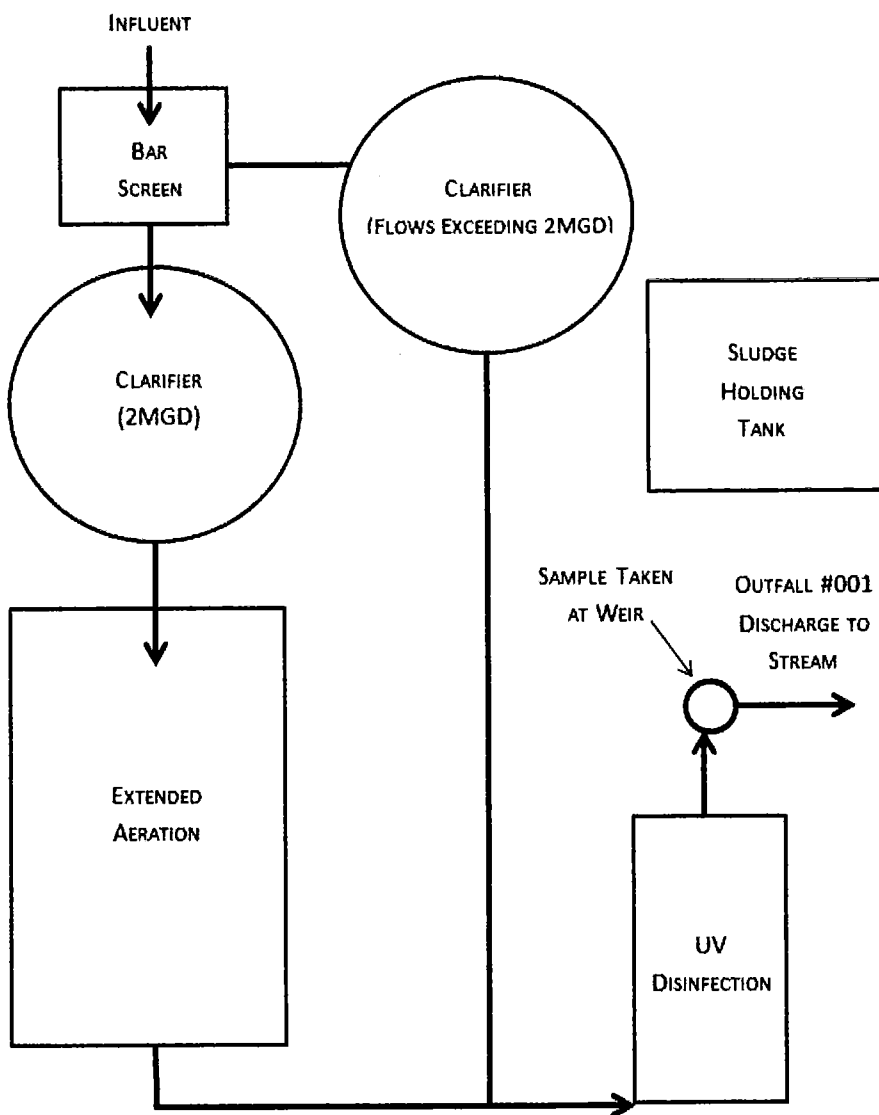 INFLUENT
BAR
SCREEN
CLARIFIER
(FLOWS EXCEEDING 2MGD)
CLARIFIER
(2MGD)
SLUDGE
HOLDING
TANK
SAMPLE TAKEN
AT WEIR
OUTFALL #001
DISCHARGE TO
STREAM
EXTENDED
AERATION
UV
DISINFECTION